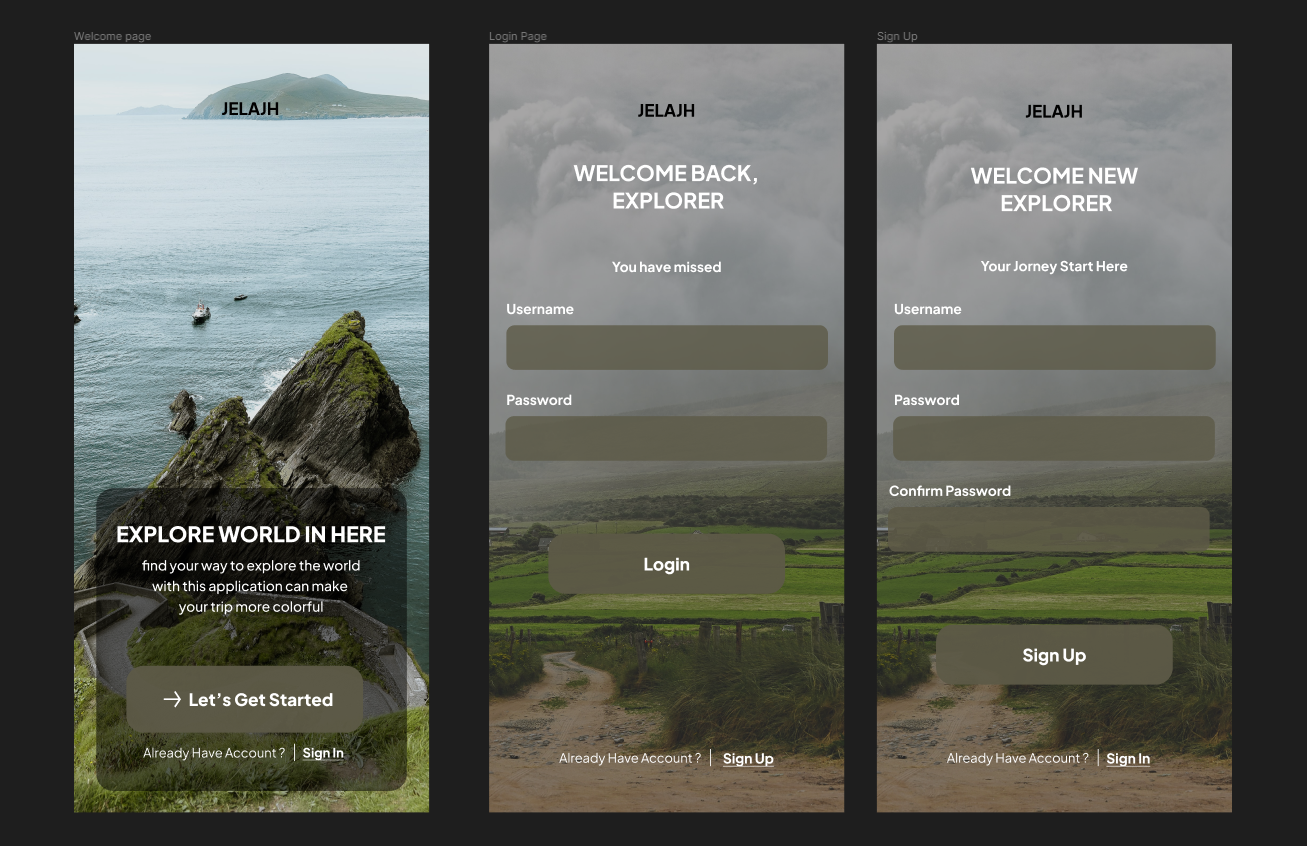 Welcome page
JELAJH
EXPLORE WORLD IN HERE
find your way to explore the world
with this application can make
your trip more colorful
Let's Get Started
Already Have Account ? Sign In
Login Page
JELAJH
WELCOME BACK,
EXPLORER
You have missed
Username
Password
Login
Already Have Account ? Sign Up
Sign Up
JELAJH
WELCOME NEW
EXPLORER
Your Jorney Start Here
Username
Password
Confirm Password
Sign Up
Already Have Account ? Sign In